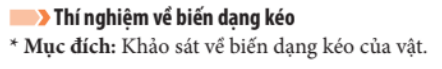 Thí nghiệm về biến dạng kéo
* Mục đích: Khảo sát về biến dạng kéo của vật.